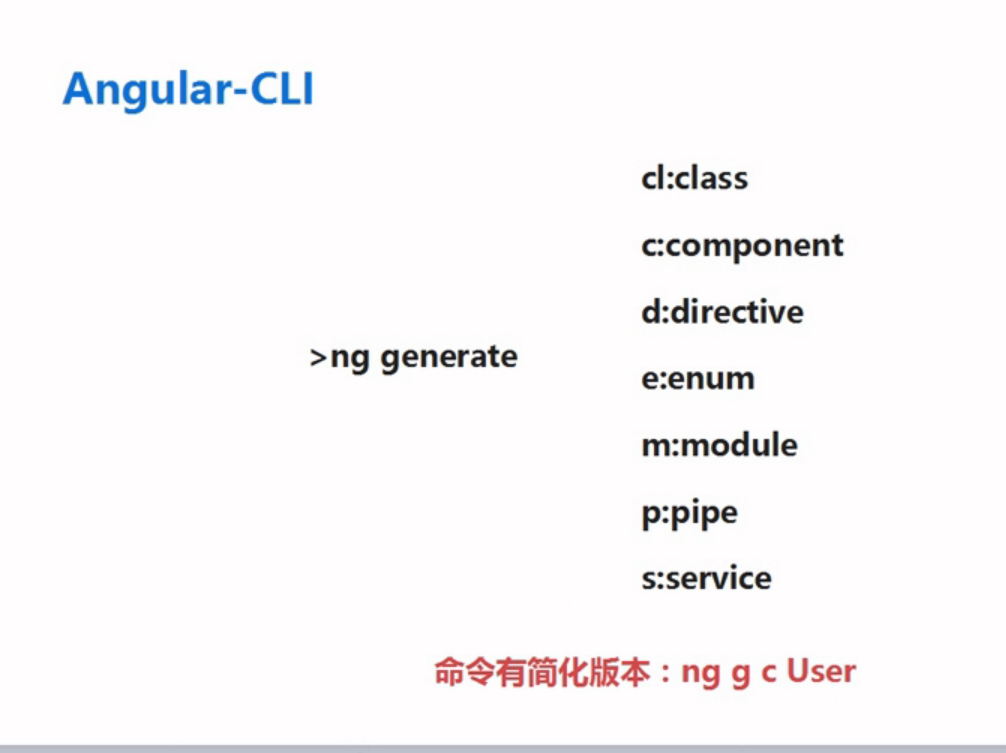 Angular-CLI
cl:class
c:component
d:directive
>ng generate
e:enum
m:module
p:pipe
s:service
命令有简化版本：ng g c User